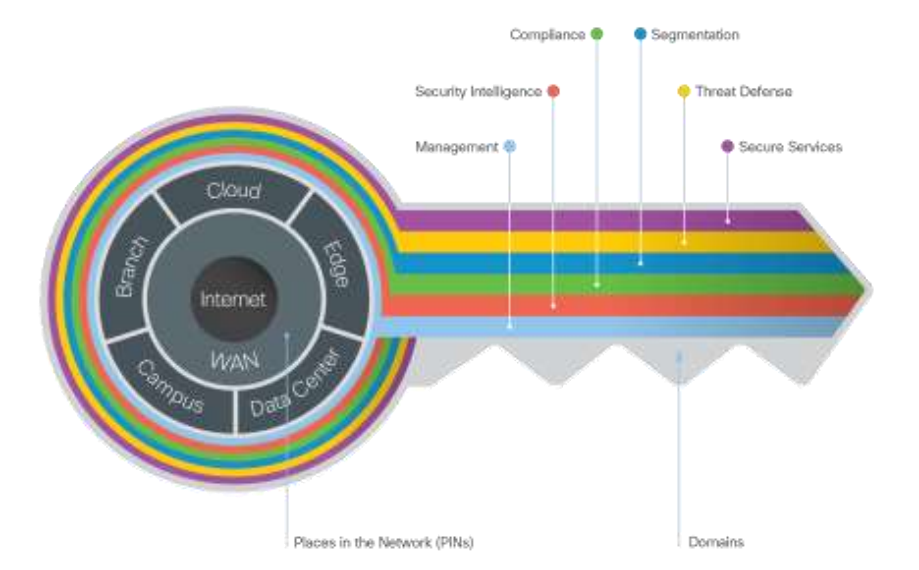 Compliance
Segmentation
Security Intelligence
Threat Defense
Management
Secure Services
Cloud
Branch
Edge
Internet
WAN
Campus
Data Center
Places in the Network (PINs)
Domains